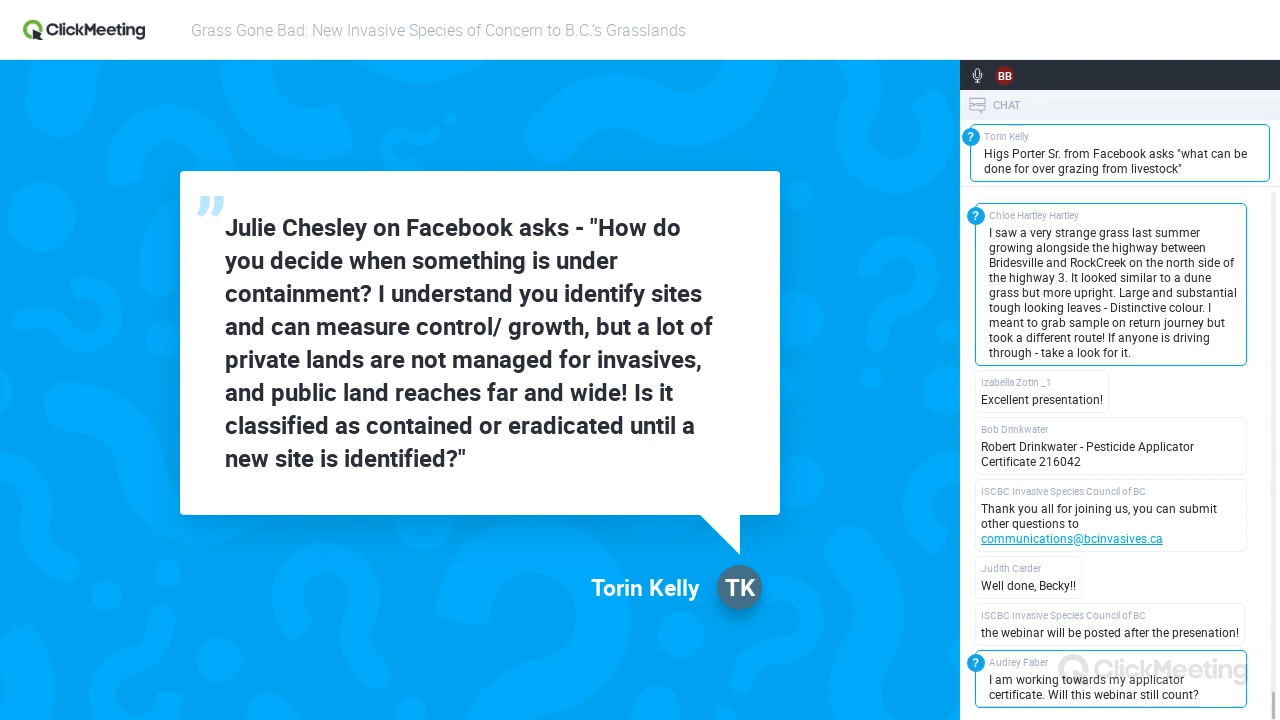 ClickMeeting
Grass Gone Bad: New Invasive Species of Concern to B.C.'s Grasslands
BB
CHAT
?
Torin Kelly
Higs Porter Sr. from Facebook asks "what can be
done for over grazing from livestock"
"
Julie Chesley on Facebook asks - "How do
you decide when something is under
containment? I understand you identify sites
and can measure control/ growth, but a lot of
private lands are not managed for invasives,
and public land reaches far and wide! Is it
classified as contained or eradicated until a
new site is identified?"
Torin Kelly
TK
?
Chloe Hartley Hartley
I saw a very strange grass last summer
growing alongside the highway between
Bridesville and RockCreek on the north side of
the highway 3. It looked similar to a dune
grass but more upright. Large and substantial
tough looking leaves - Distinctive colour. I
meant to grab sample on return journey but
took a different route! If anyone is driving
through - take a look for it.
Izabella Zotin _1
Excellent presentation!
Bob Drinkwater
Robert Drinkwater - Pesticide Applicator
Certificate 216042
ISCBC Invasive Species Council of BC
Thank you all for joining us, you can submit
other questions to
communications@bcinvasives.ca
Judith Carder
Well done, Becky!!
ISCBC Invasive Species Council of BC
the webinar will be posted after the presenation!
?
Audrey Faber
ClickMeeting
I am working towards my applicator
certificate. Will this webinar still count?